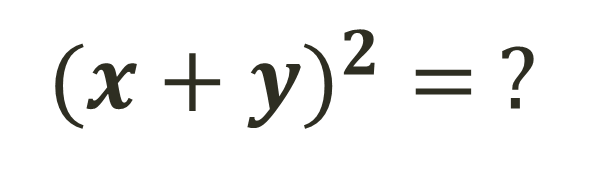 (x + y)² = ?